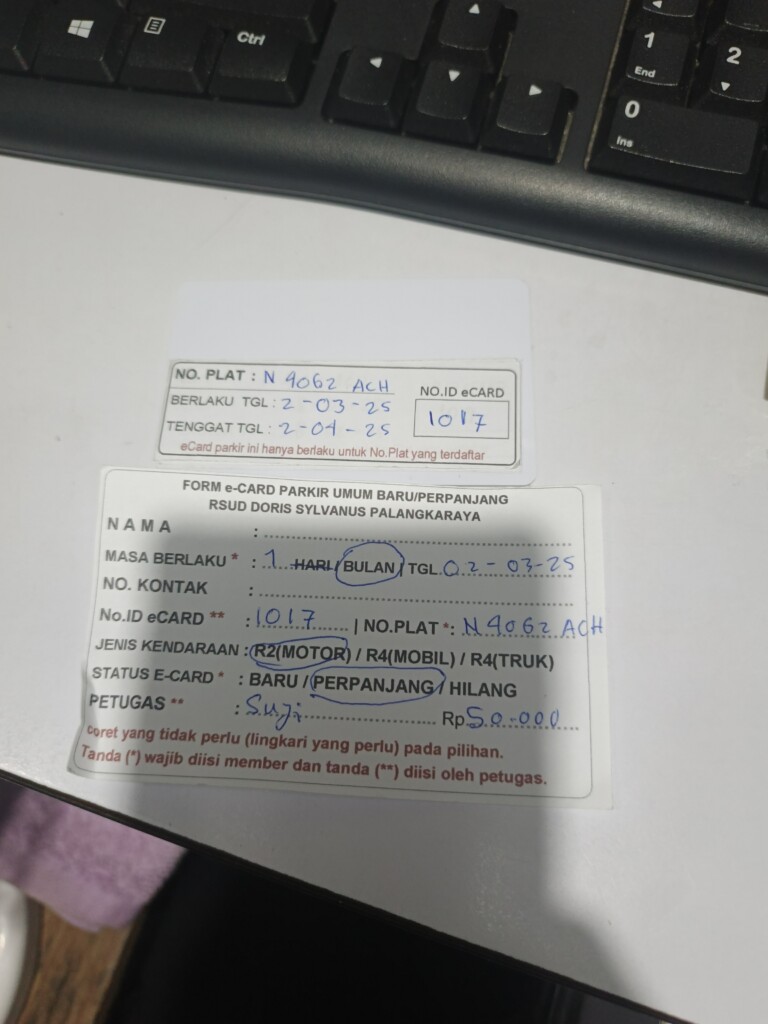 Ctrl
1
End
2
0
Ins
NO. PLAT : N 4062 ACH
BERLAKU TGL : 2-03-25
TENGGAT TGL : 2-04-25
NO.ID eCARD
1017
eCard parkir ini hanya berlaku untuk No.Plat yang terdaftar
FORM e-CARD PARKIR UMUM BARU/PERPANJANG
RSUD DORIS SYLVANUS PALANGKARAYA
NAMA :
MASA BERLAKU * : 1 HARI / BULAN / TGL 02-03-25
NO. KONTAK :
No.ID eCARD ** : 1017 | NO.PLAT * : N 4062 ACH
JENIS KENDARAAN : R2(MOTOR) / R4(MOBIL) / R4(TRUK)
STATUS E-CARD * : BARU / PERPANJANG / HILANG
PETUGAS ** : Suji Rp 50.000
coret yang tidak perlu (lingkari yang perlu) pada pilihan.
Tanda (*) wajib diisi member dan tanda (**) diisi oleh petugas.